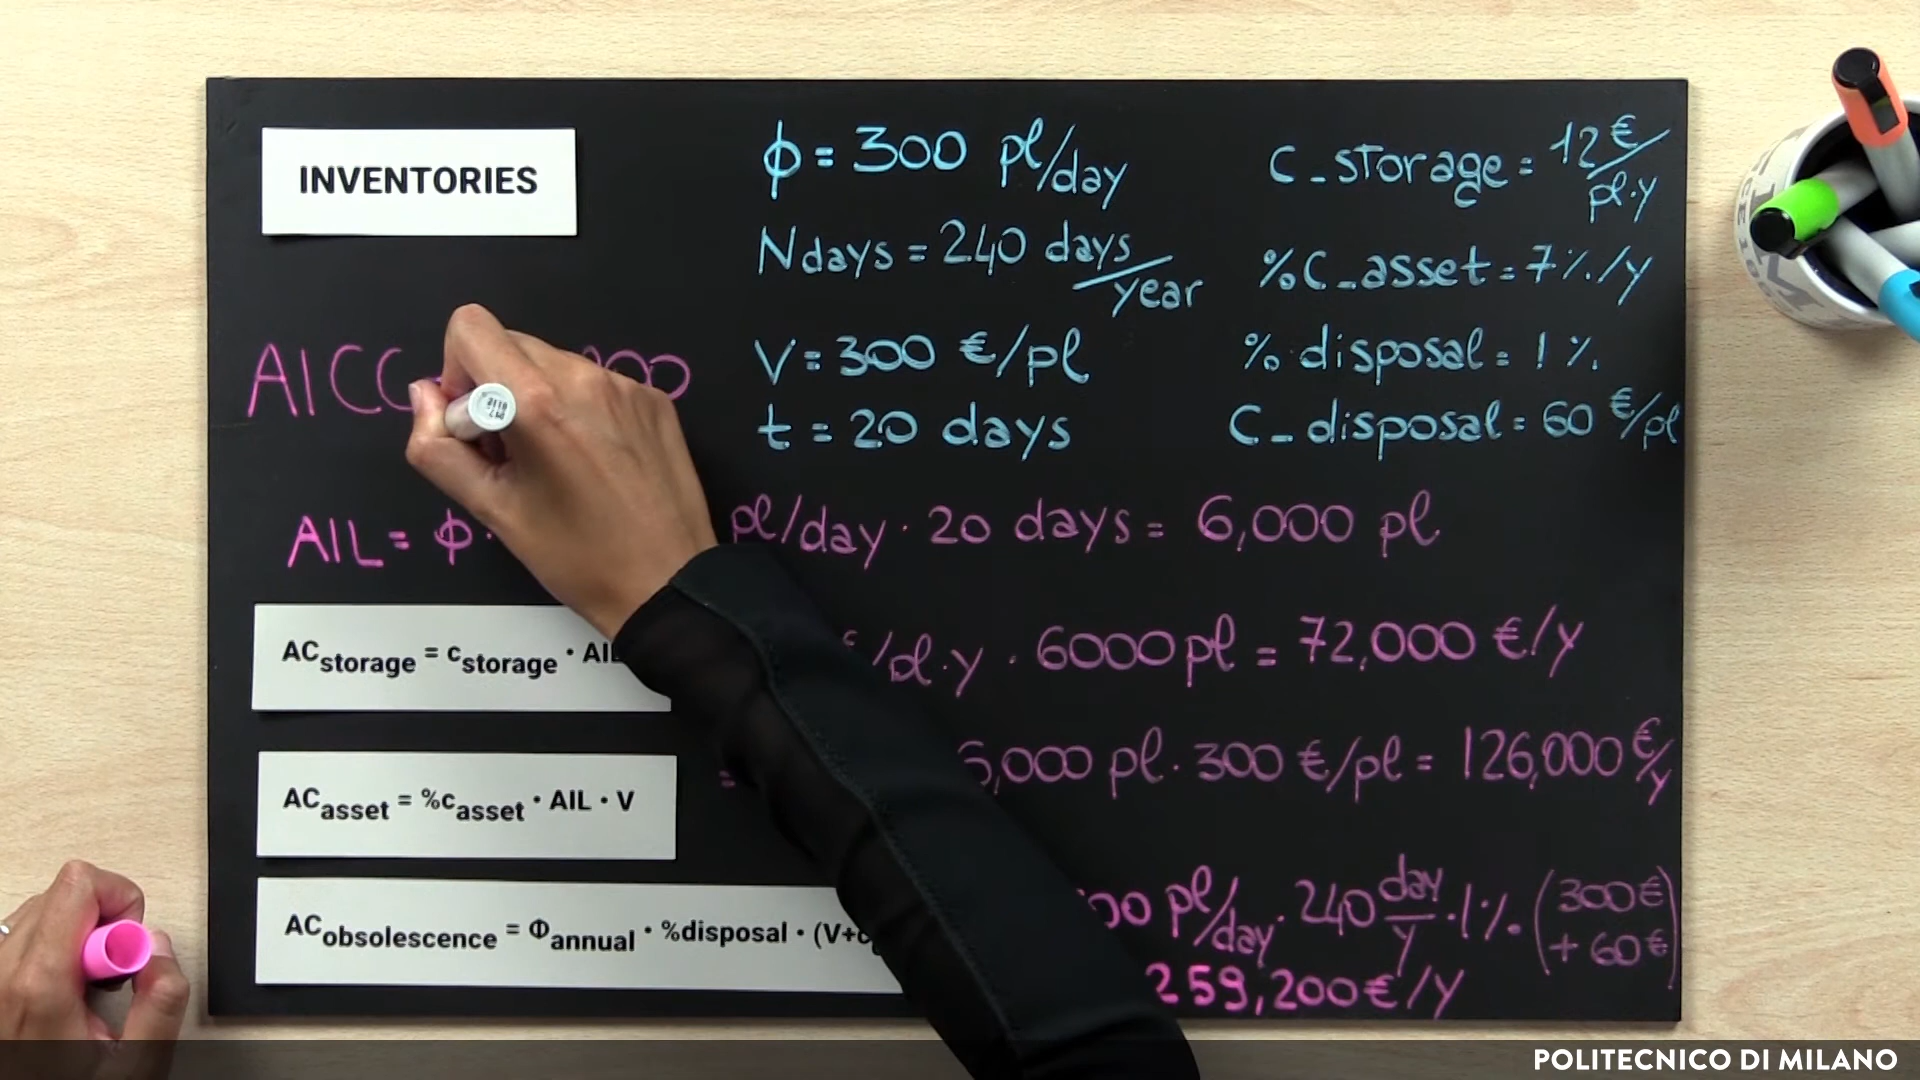 INVENTORIES
ɸ = 300 pl/day
Ndays = 240 days/year
V = 300 €/pl
t = 20 days
C_storage = 12 €/pl.y
%C_asset = 7%/y
% disposal = 1%
C_disposal = 60 €/pl
AICC
AIL = ɸ · pl/day · 20 days = 6,000 pl
ACstorage = cstorage · AIL
/pl.y · 6000 pl = 72,000 €/y
ACasset = %casset · AIL · V
= 6,000 pl · 300 €/pl = 126,000 €/y
ACobsolescence = Φannual · %disposal · (V+c
00 pl/day · 240 day/y · 1% · (300€ + 60€)
259,200€/y
POLITECNICO DI MILANO